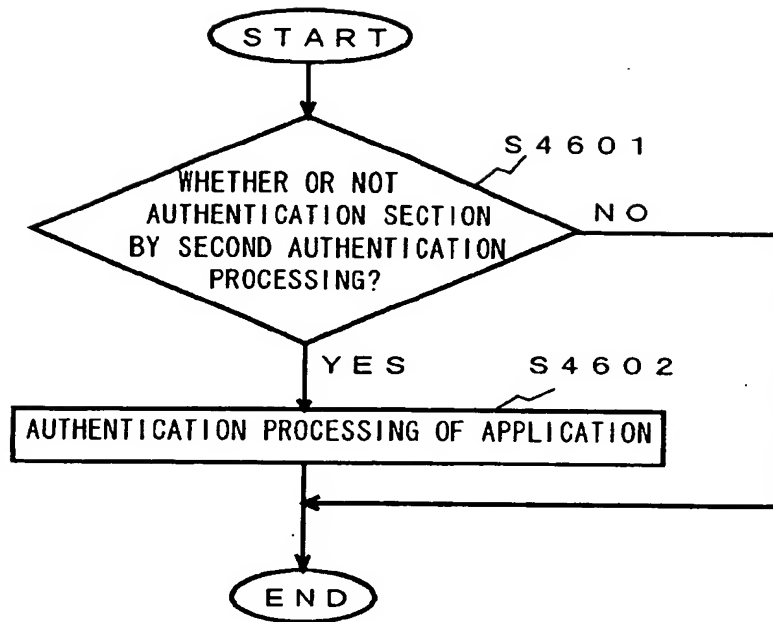 START
S4601
WHETHER OR NOT
AUTHENTICATION SECTION
BY SECOND AUTHENTICATION
PROCESSING?
NO
YES
S4602
AUTHENTICATION PROCESSING OF APPLICATION
END